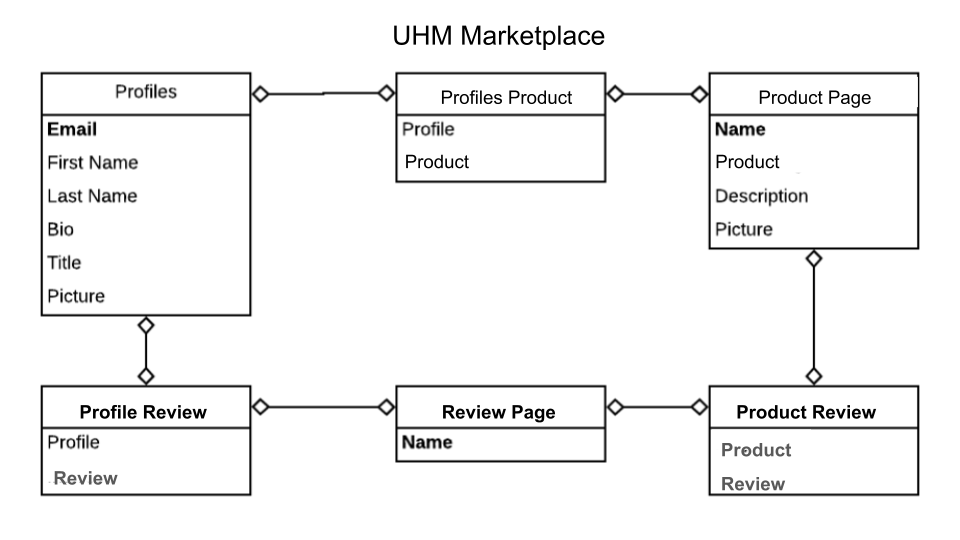 UHM Marketplace
Profiles
Email
First Name
Last Name
Bio
Title
Picture
Profiles Product
Profile
Product
Product Page
Name
Product
Description
Picture
Profile Review
Profile
Review
Review Page
Name
Product Review
Product
Review